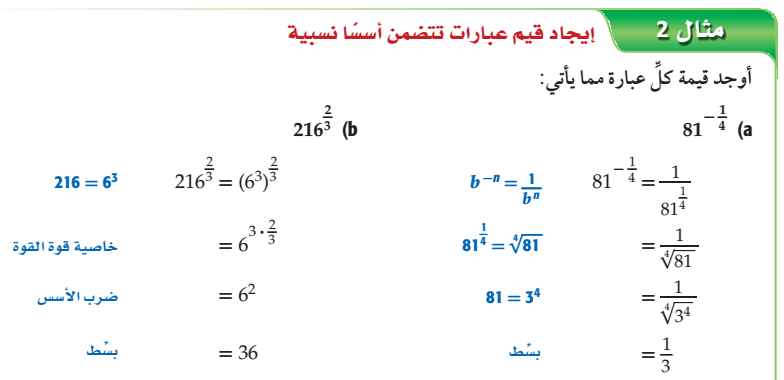 مثال 2 إيجاد قيم عبارات تتضمن أسسًا نسبية
أوجد قيمة كلِّ عبارة مما يأتي:
81^{-\frac{1}{4}} (a
81^{-\frac{1}{4}} = \frac{1}{81^{\frac{1}{4}}} b^{-n} = \frac{1}{b^n}
= \frac{1}{\sqrt[4]{81}} 81^{\frac{1}{4}} = \sqrt[4]{81}
= \frac{1}{\sqrt[4]{3^4}} 81 = 3^4
= \frac{1}{3} بسِّط
216^{\frac{2}{3}} (b
216^{\frac{2}{3}} = (6^3)^{\frac{2}{3}} 216 = 6^3
= 6^{3 \cdot \frac{2}{3}} خاصية قوة القوة
= 6^2 ضرب الأسس
= 36 بسِّط